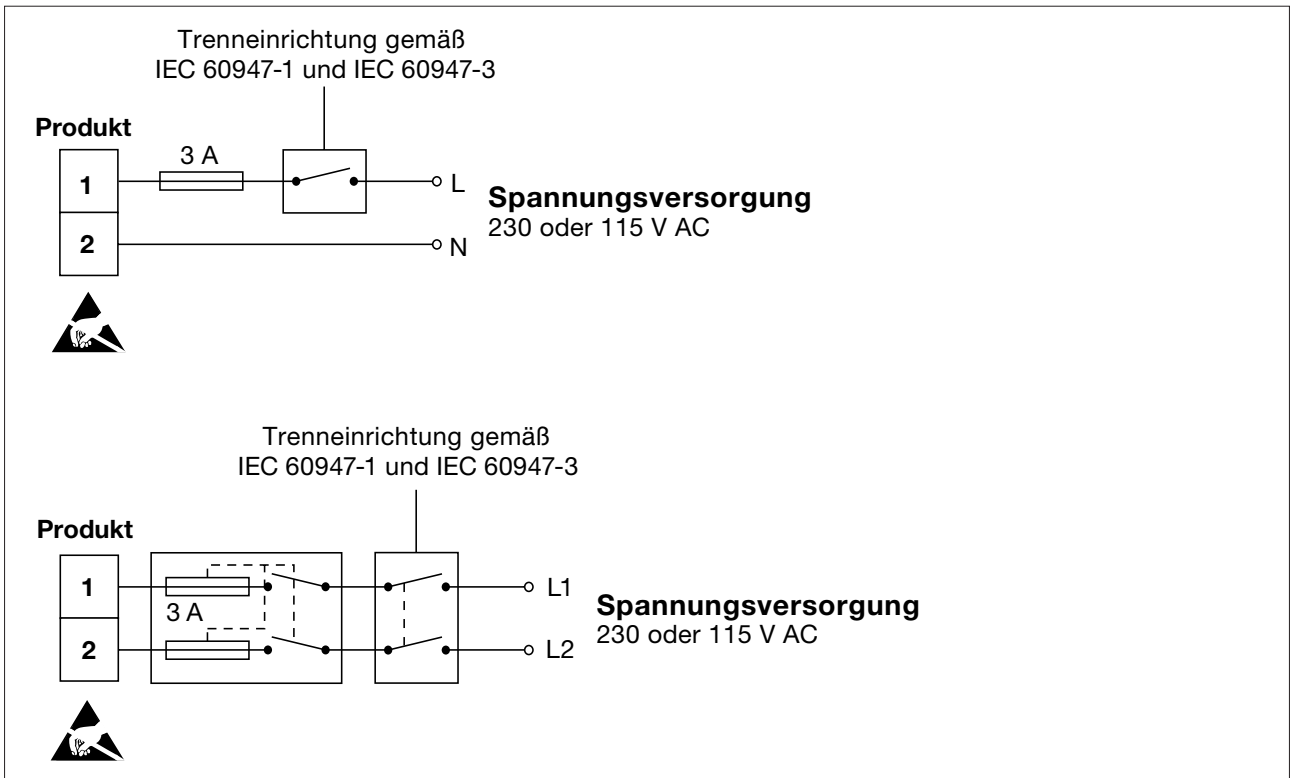 Trenneinrichtung gemäß
IEC 60947-1 und IEC 60947-3
Produkt
3 A
1
L
Spannungsversorgung
230 oder 115 V AC
2
N
Trenneinrichtung gemäß
IEC 60947-1 und IEC 60947-3
Produkt
1
L1
3 A
Spannungsversorgung
230 oder 115 V AC
2
L2